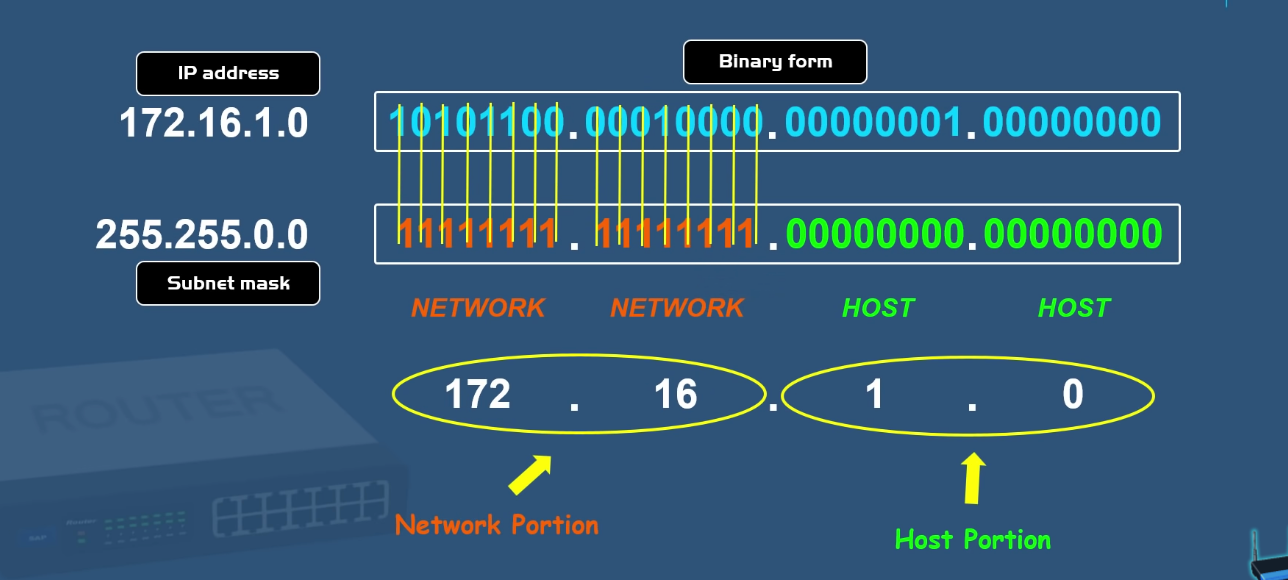 IP address
Binary form
172.16.1.0
10101100.00010000.00000001.00000000
255.255.0.0
11111111.11111111.00000000.00000000
Subnet mask
NETWORK NETWORK HOST HOST
172 . 16 . 1 . 0
ROUTER
Network Portion
Host Portion